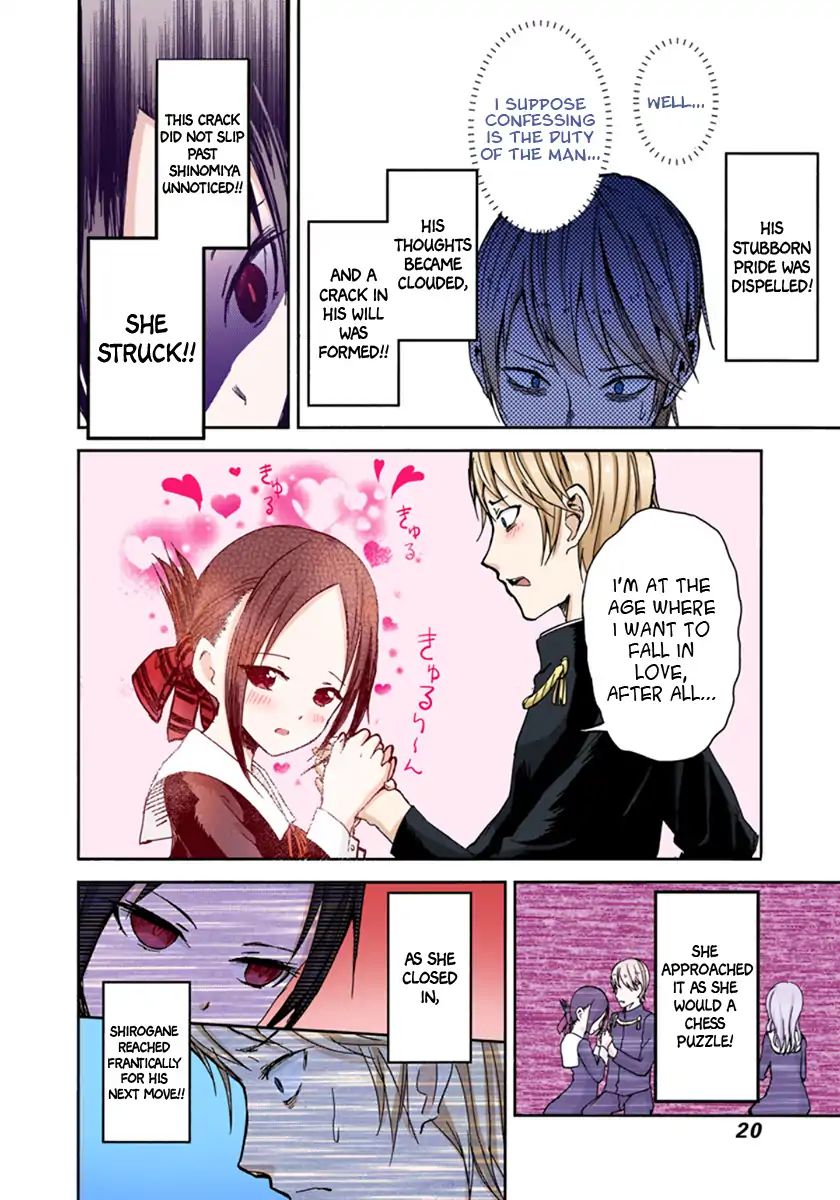 HIS
STUBBORN
PRIDE WAS
DISPELLED!
WELL...
I SUPPOSE
CONFESSING
IS THE DUTY
OF THE MAN...
HIS
THOUGHTS
BECAME
CLOUDED,
AND A
CRACK IN
HIS WILL
WAS
FORMED!!
THIS CRACK
DID NOT SLIP
PAST
SHINOMIYA
UNNOTICED!!
SHE
STRUCK!!
I'M AT THE
AGE WHERE
I WANT TO
FALL IN
LOVE,
AFTER ALL...
きゅる
きゅる
きゅるら～ん
SHE
APPROACHED
IT AS SHE
WOULD A
CHESS
PUZZLE!
AS SHE
CLOSED
IN,
SHIROGANE
REACHED
FRANTICALLY
FOR HIS
NEXT MOVE!!
20